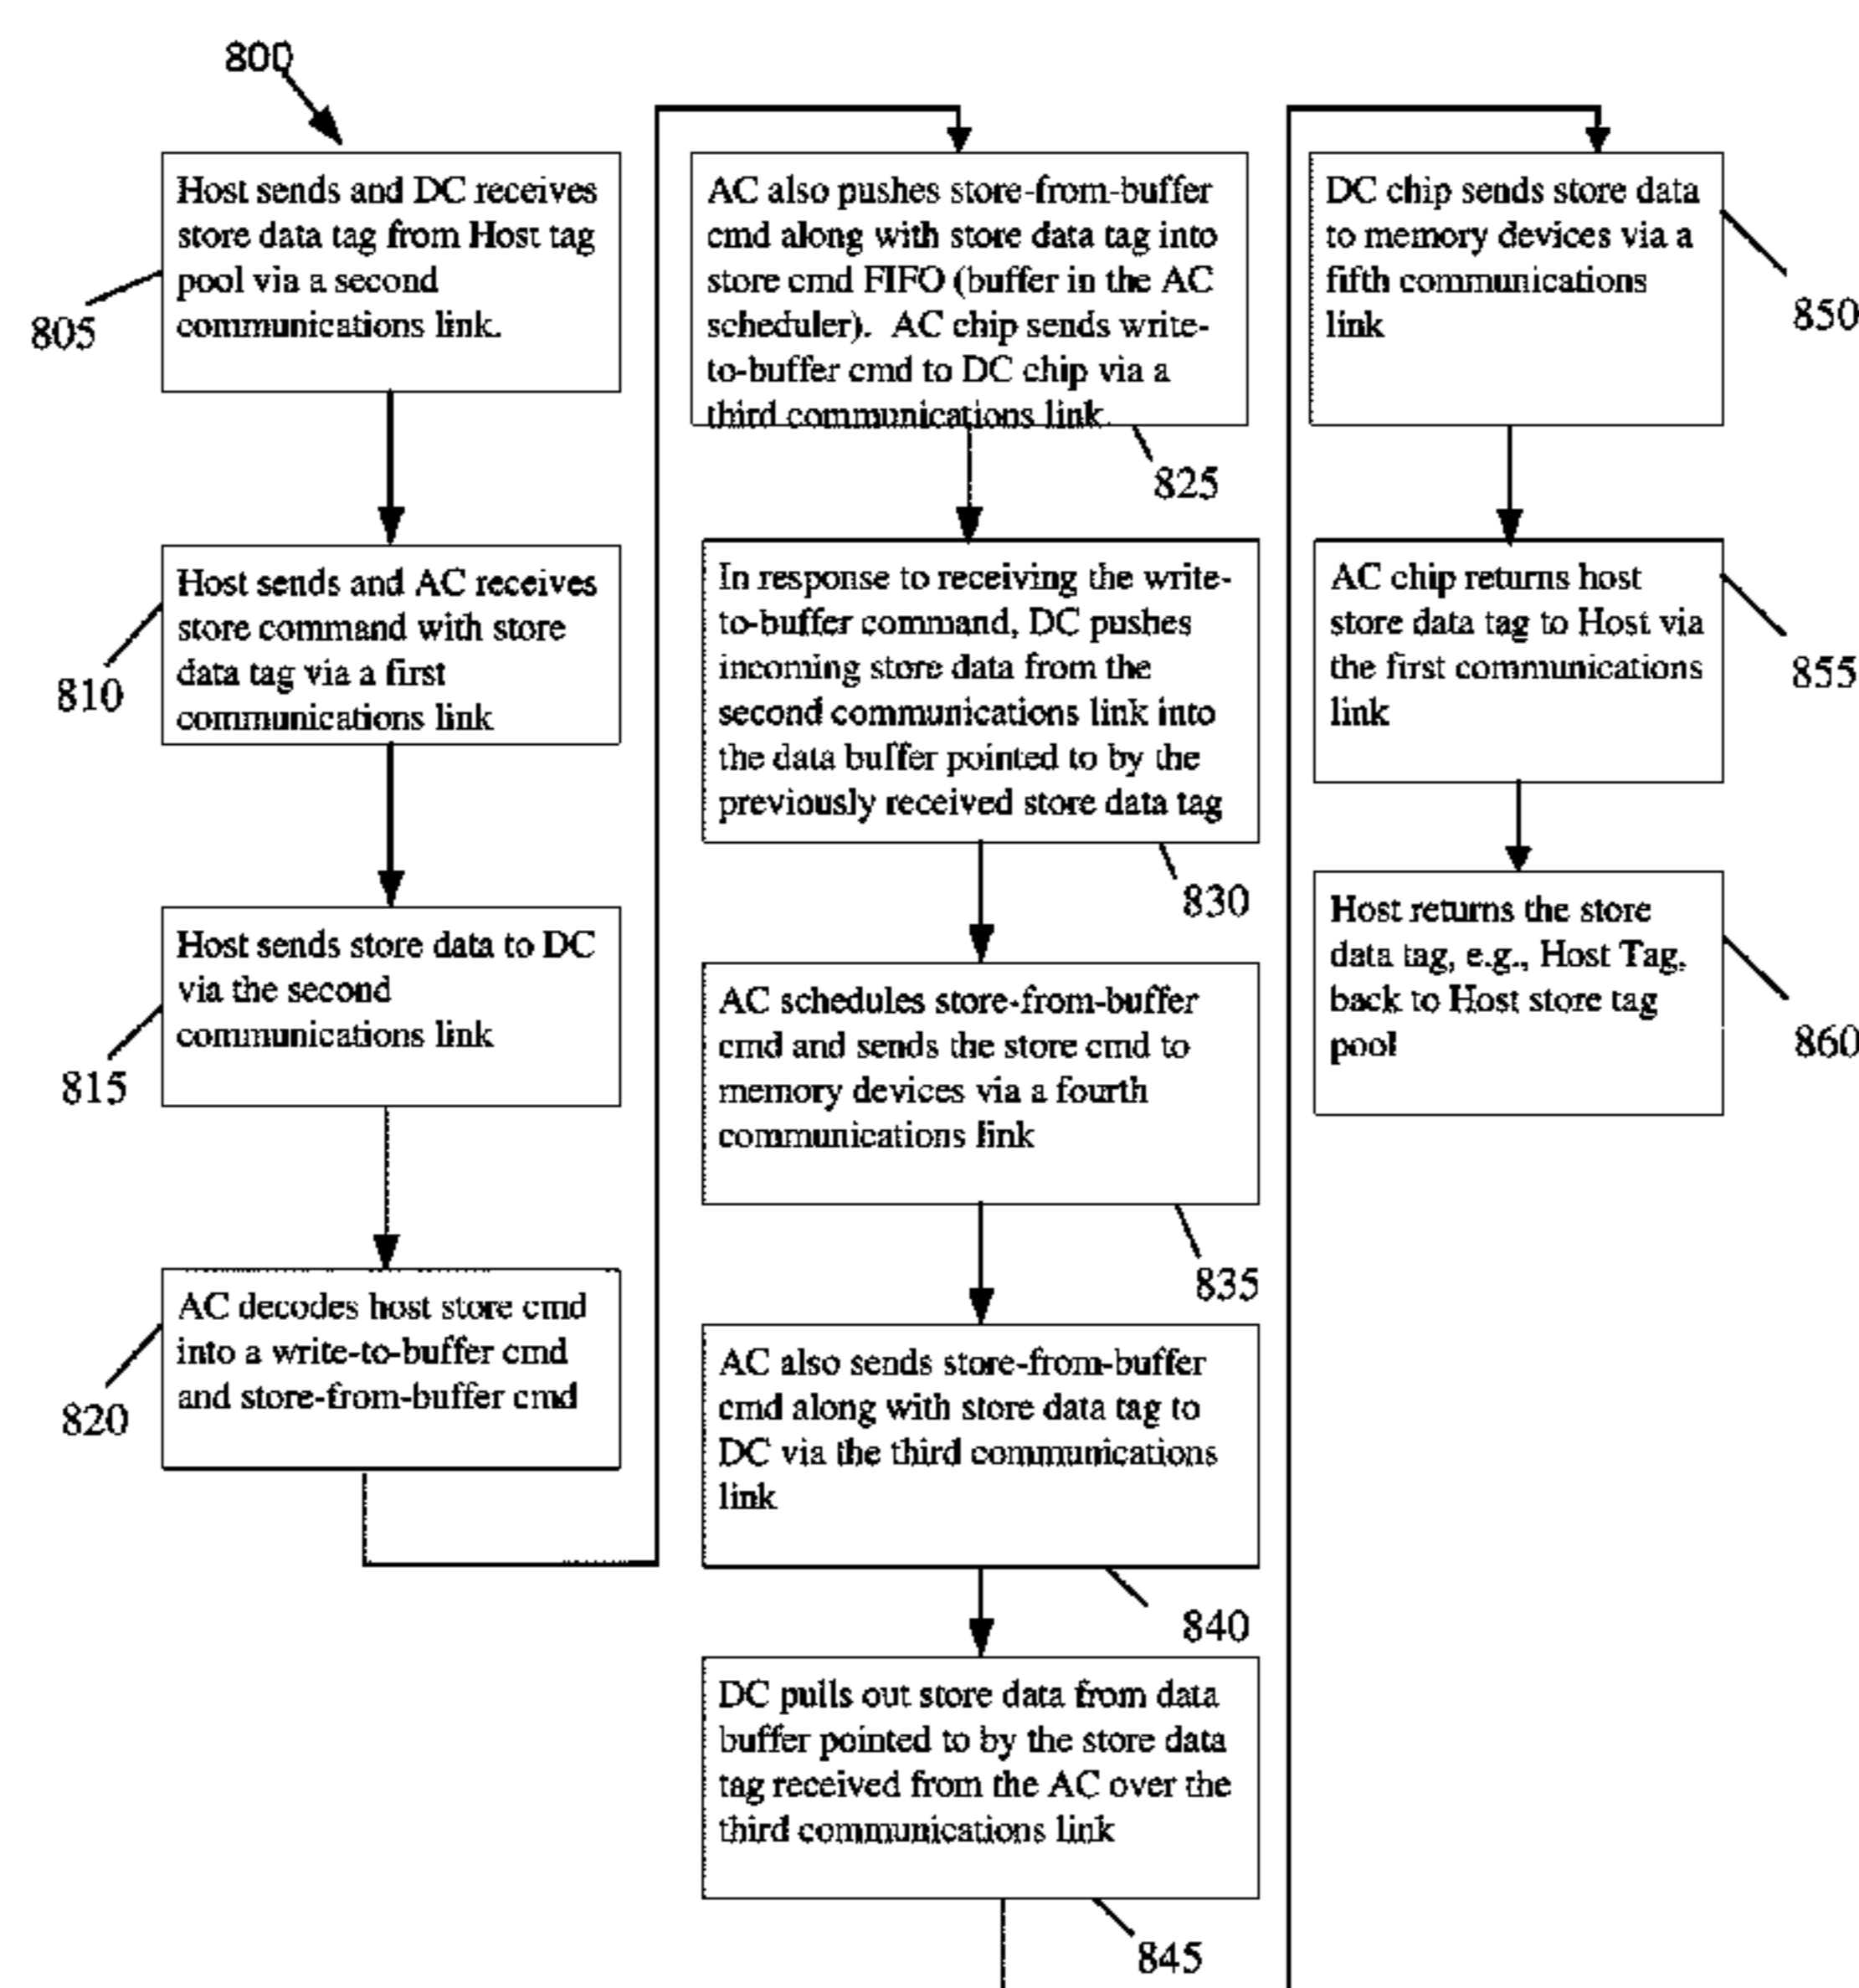 800
Host sends and DC receives
store data tag from Host tag
pool via a second
communications link.
805
Host sends and AC receives
store command with store
data tag via a first
communications link
810
Host sends store data to DC
via the second
communications link
815
AC decodes host store cmd
into a write-to-buffer cmd
and store-from-buffer cmd
820
AC also pushes store-from-buffer
cmd along with store data tag into
store cmd FIFO (buffer in the AC
scheduler). AC chip sends write-
to-buffer cmd to DC chip via a
third communications link.
825
In response to receiving the write-
to-buffer command, DC pushes
incoming store data from the
second communications link into
the data buffer pointed to by the
previously received store data tag
830
AC schedules store-from-buffer
cmd and sends the store cmd to
memory devices via a fourth
communications link
835
AC also sends store-from-buffer
cmd along with store data tag to
DC via the third communications
link
840
DC pulls out store data from data
buffer pointed to by the store data
tag received from the AC over the
third communications link
845
DC chip sends store data
to memory devices via a
fifth communications
link
850
AC chip returns host
store data tag to Host via
the first communications
link
855
Host returns the store
data tag, e.g., Host Tag,
back to Host store tag
pool
860